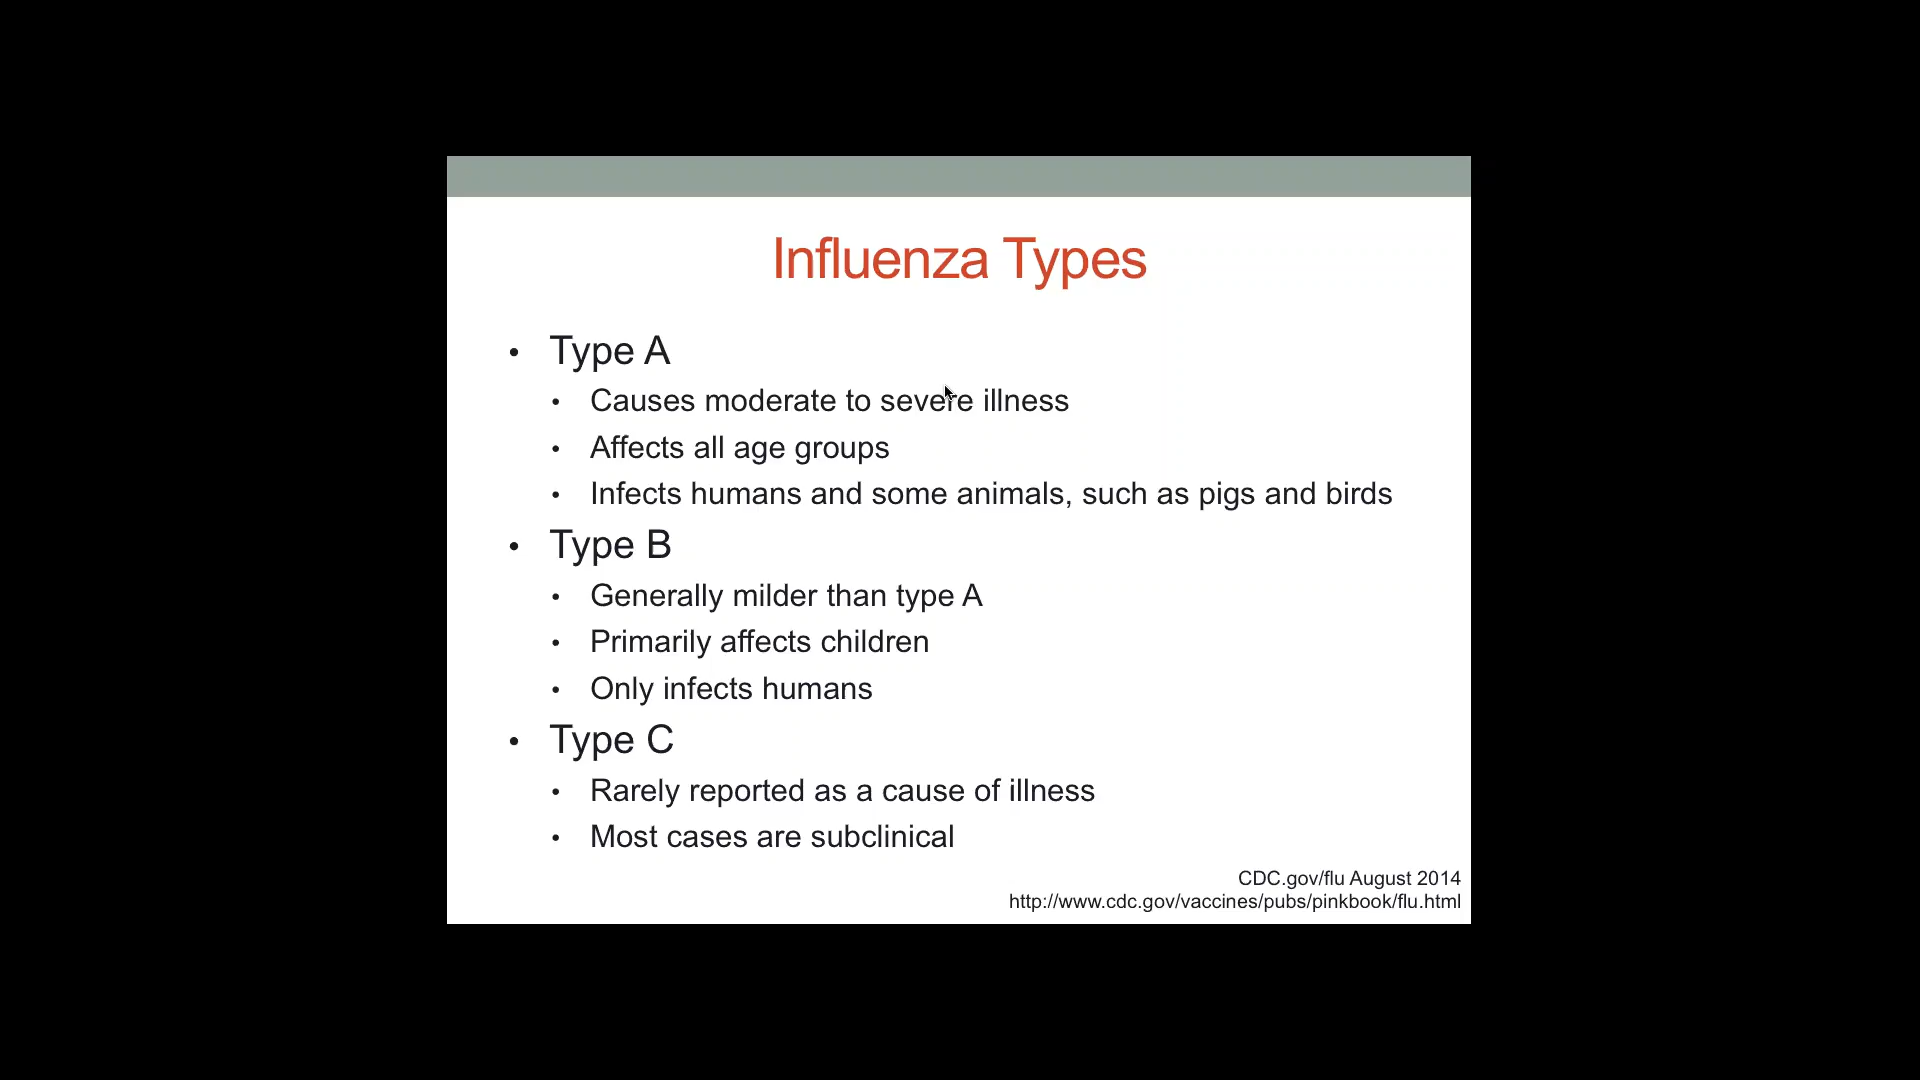 Influenza Types
• Type A
• Causes moderate to severe illness
• Affects all age groups
• Infects humans and some animals, such as pigs and birds
• Type B
• Generally milder than type A
• Primarily affects children
• Only infects humans
• Type C
• Rarely reported as a cause of illness
• Most cases are subclinical
CDC.gov/flu August 2014
http://www.cdc.gov/vaccines/pubs/pinkbook/flu.html